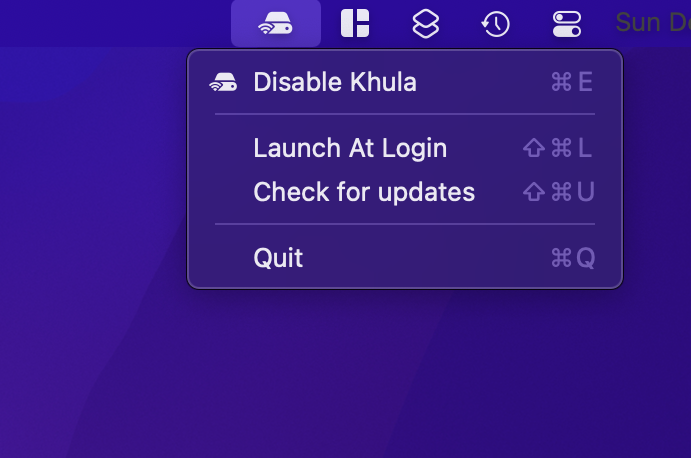 Sun De
Disable Khula ⌘ E
Launch At Login ⇧ ⌘ L
Check for updates ⇧ ⌘ U
Quit ⌘ Q